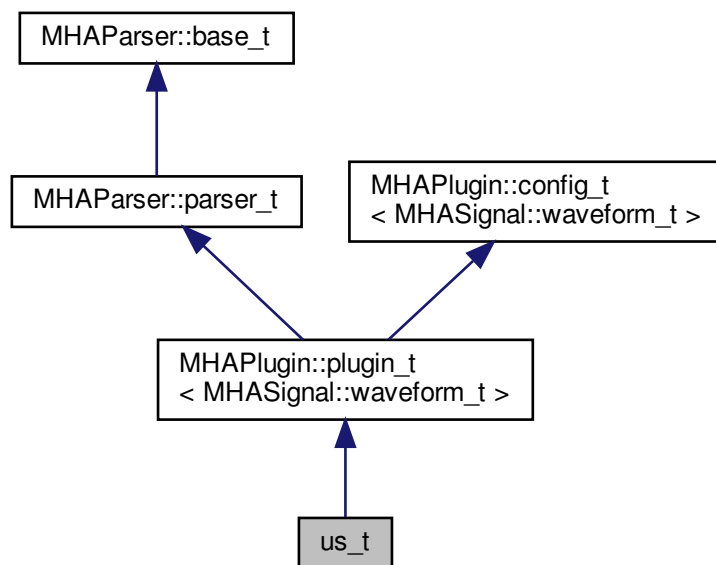 MHAParser::base_t
MHAParser::parser_t
MHAPlugin::config_t
< MHASignal::waveform_t >
MHAPlugin::plugin_t
< MHASignal::waveform_t >
us_t